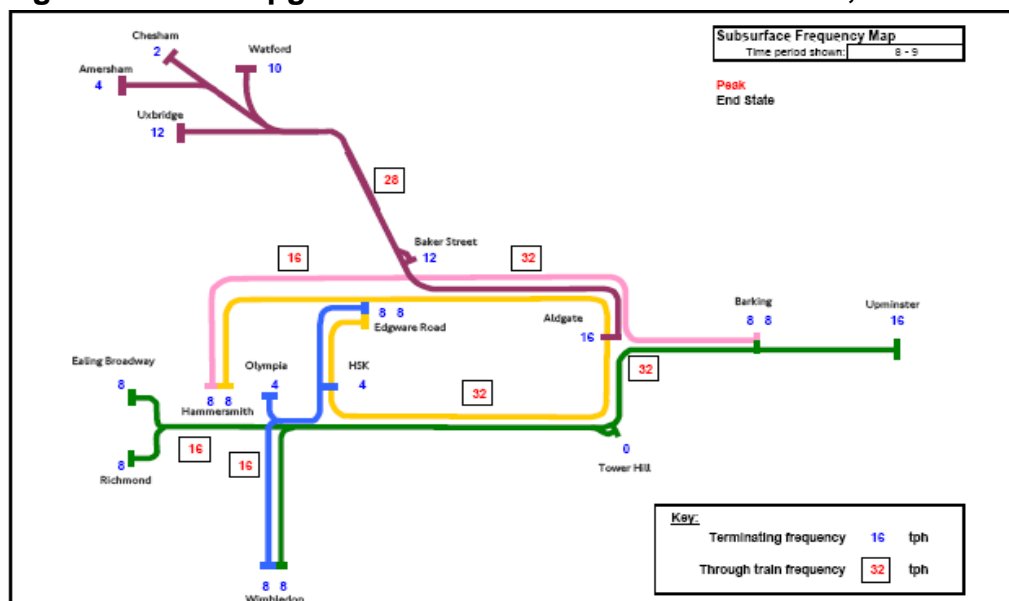 Subsurface Frequency Map
Time period shown: 8 - 9
Peak
End State
Chesham
2
Watford
10
Amersham
4
Uxbridge
12
28
Baker Street
12
16
32
Barking
8 8
Upminster
16
Aldgate
16
8 8
Edgware Road
Ealing Broadway
8
Olympia
4
HSK
4
32
32
8 8
Hammersmith
16
16
8
Richmond
0
Tower Hill
8 8
Wimbledon
Key:
Terminating frequency 16 tph
Through train frequency 32 tph